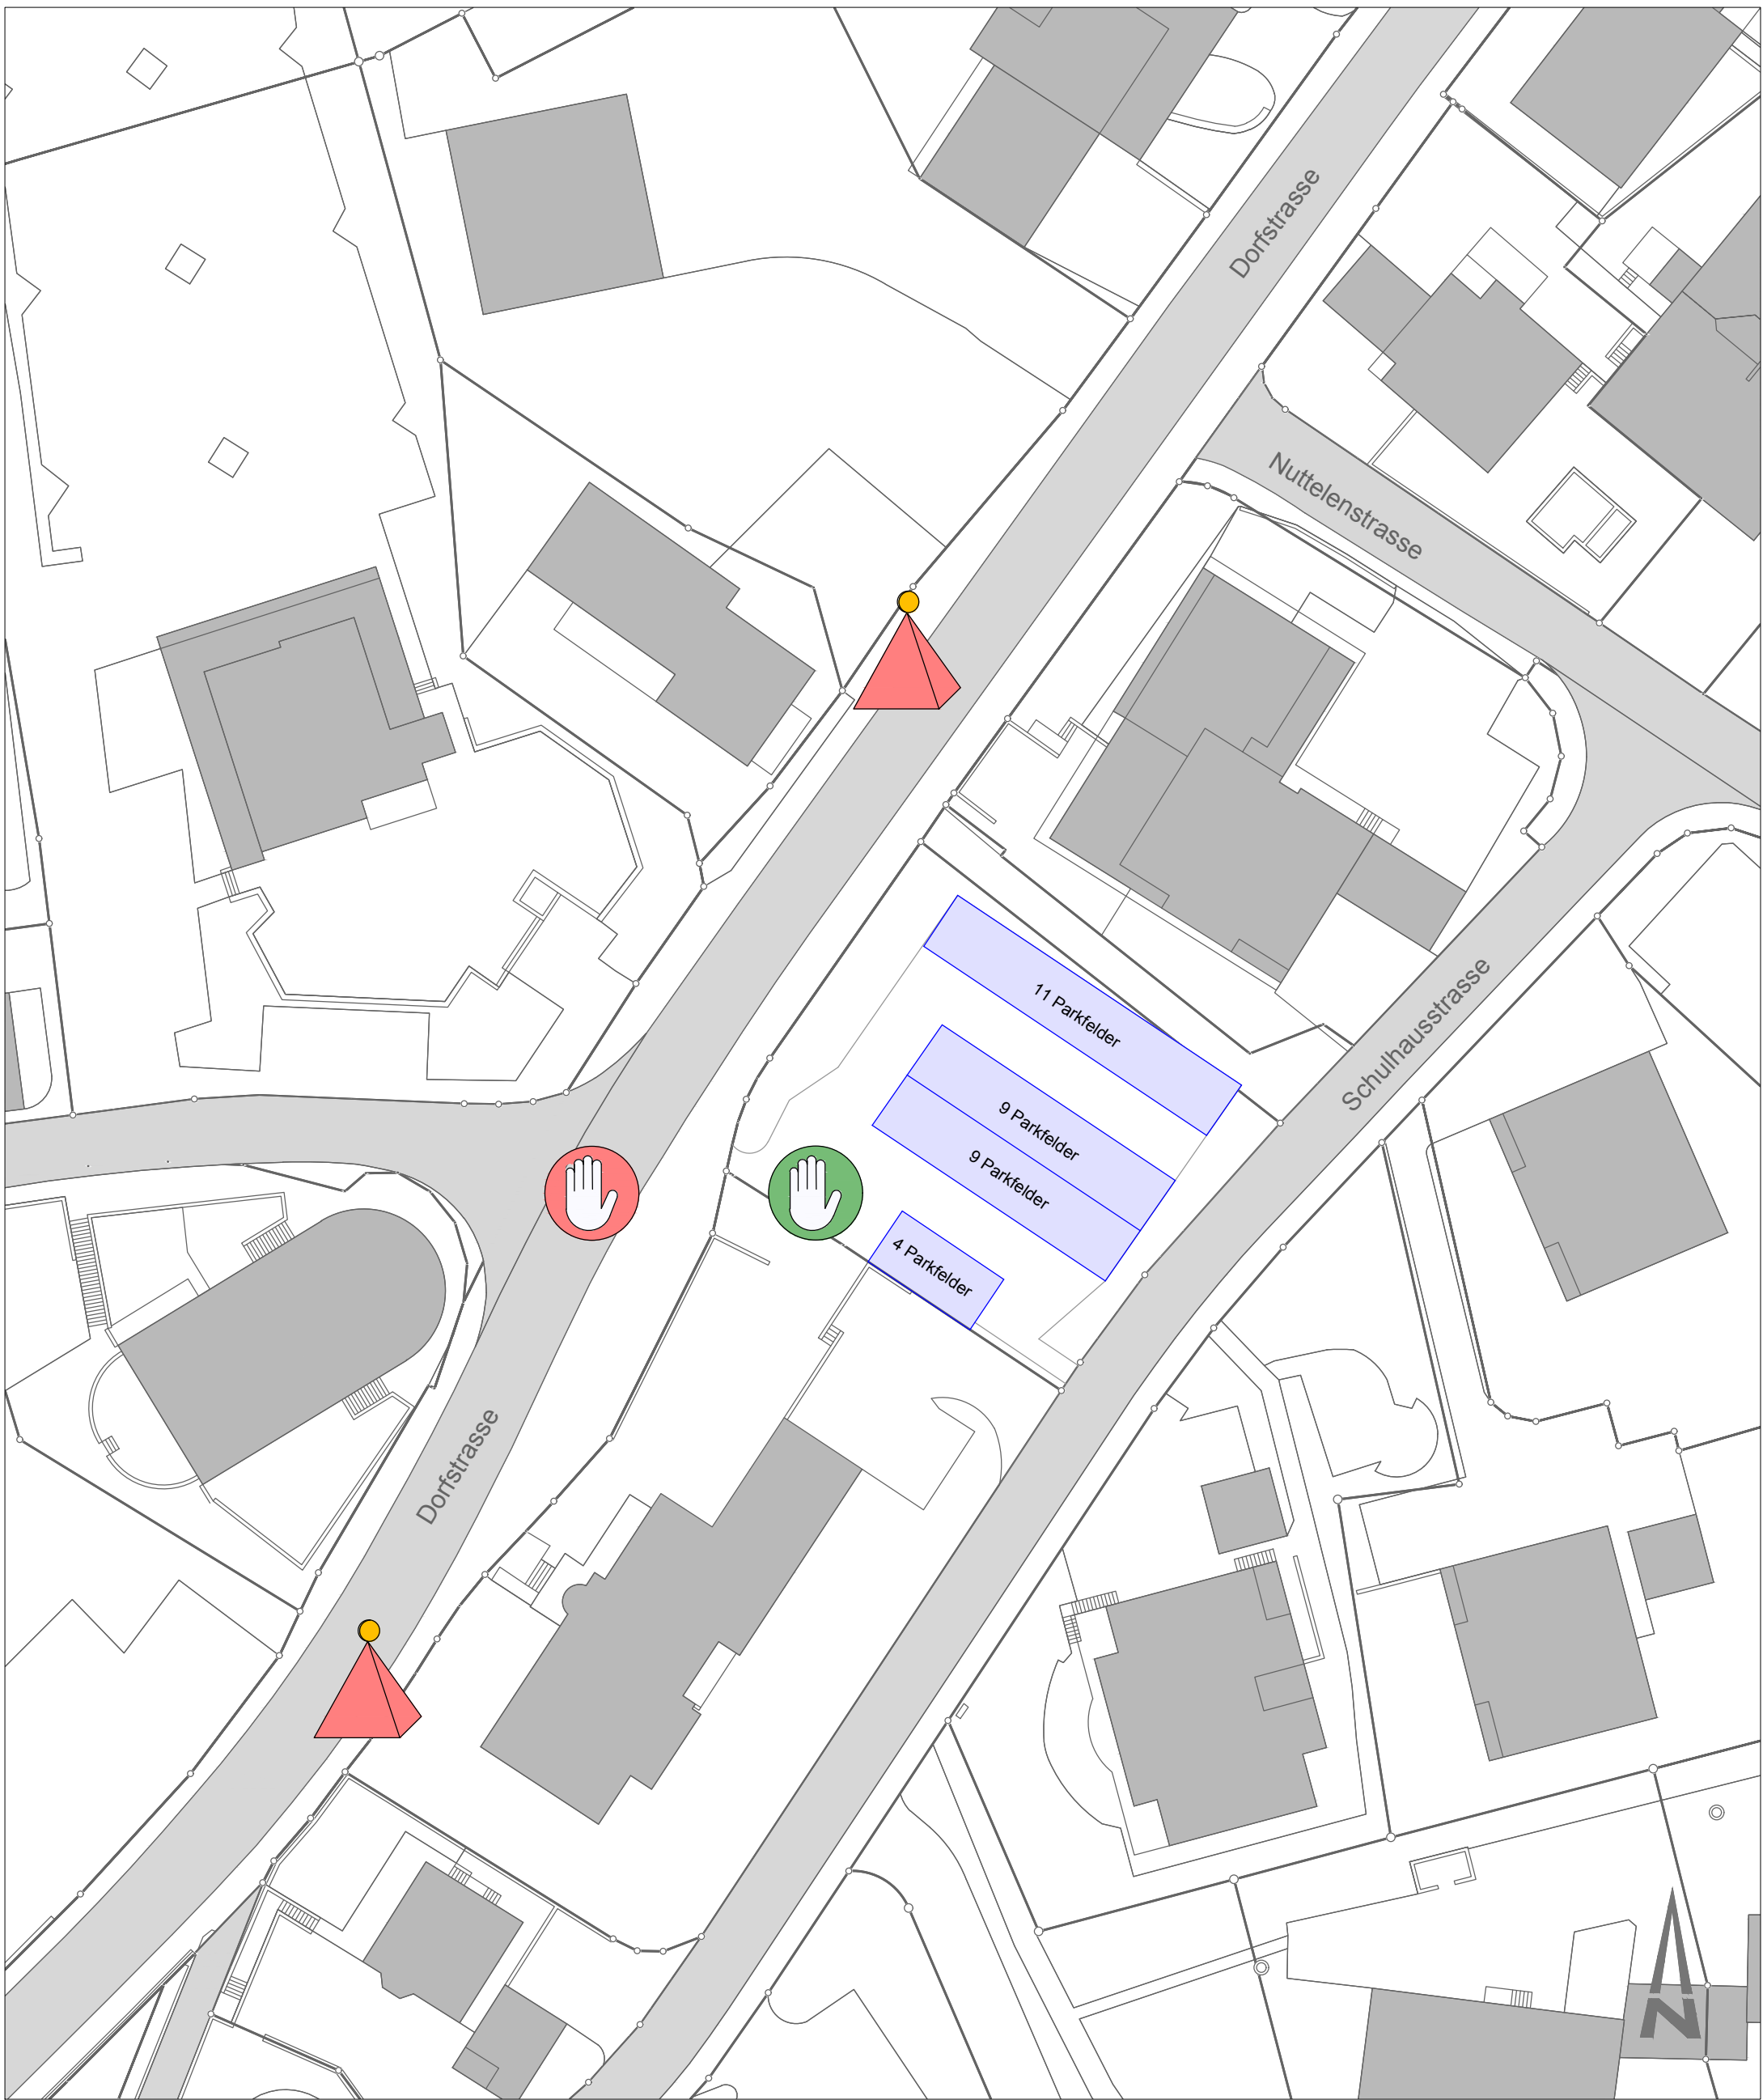 Dorfstrasse
Nuttelenstrasse
11 Parkfelder
Schulhausstrasse
9 Parkfelder
9 Parkfelder
4 Parkfelder
Dorfstrasse
N